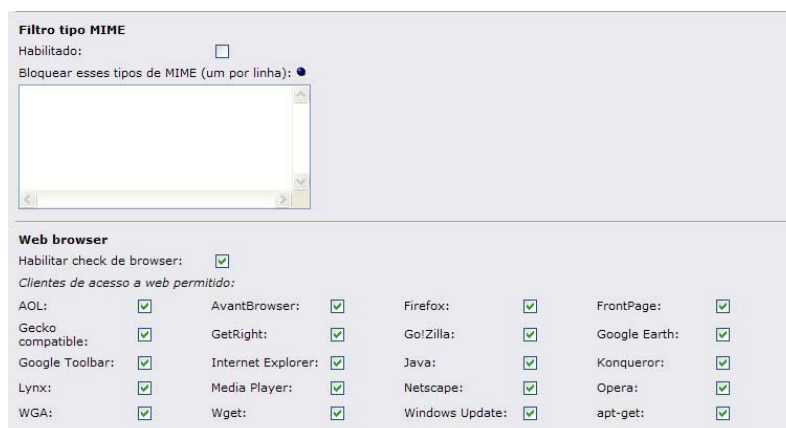 Filtro tipo MIME
Habilitado:
Bloquear esses tipos de MIME (um por linha):
Web browser
Habilitar check de browser:
Clientes de acesso a web permitido:
AOL: AvantBrowser: Firefox: FrontPage:
Gecko compatible: GetRight: Go!Zilla: Google Earth:
Google Toolbar: Internet Explorer: Java: Konqueror:
Lynx: Media Player: Netscape: Opera:
WGA: Wget: Windows Update: apt-get: